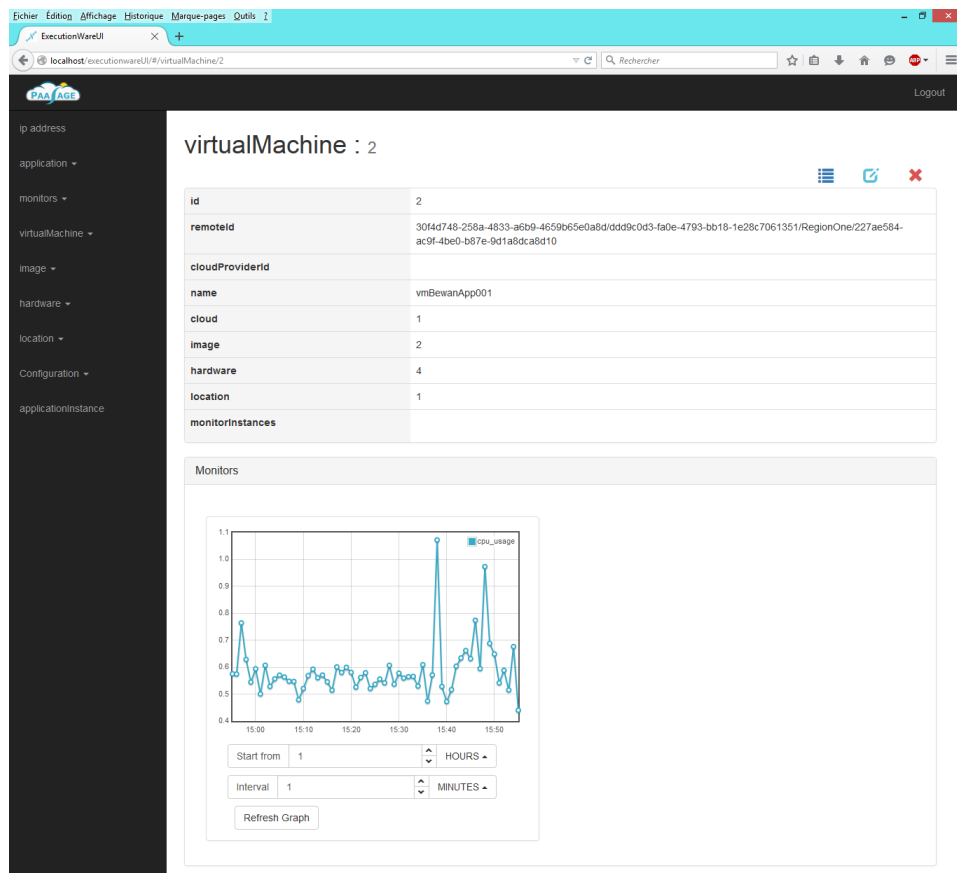 Fichier Édition Affichage Historique Marque-pages Outils ?
ExecutionWareUI
localhost/executionwareUI/#/virtualMachine/2
Rechercher
ABP
PAASAGE
Logout
ip address
application
monitors
virtualMachine
image
hardware
location
Configuration
applicationInstance
virtualMachine : 2
id 2
remoteId 30f4d748-258a-4833-a6b9-4659b65e0a8d/ddd9c0d3-fa0e-4793-bb18-1e28c7061351/RegionOne/227ae584-
ac9f-4be0-b87e-9d1a8dca8d10
cloudProviderId
name vmBewanApp001
cloud 1
image 2
hardware 4
location 1
monitorInstances
Monitors
cpu_usage
1.1
1.0
0.9
0.8
0.7
0.6
0.5
0.4
15:00 15:10 15:20 15:30 15:40 15:50
Start from 1 HOURS
Interval 1 MINUTES
Refresh Graph